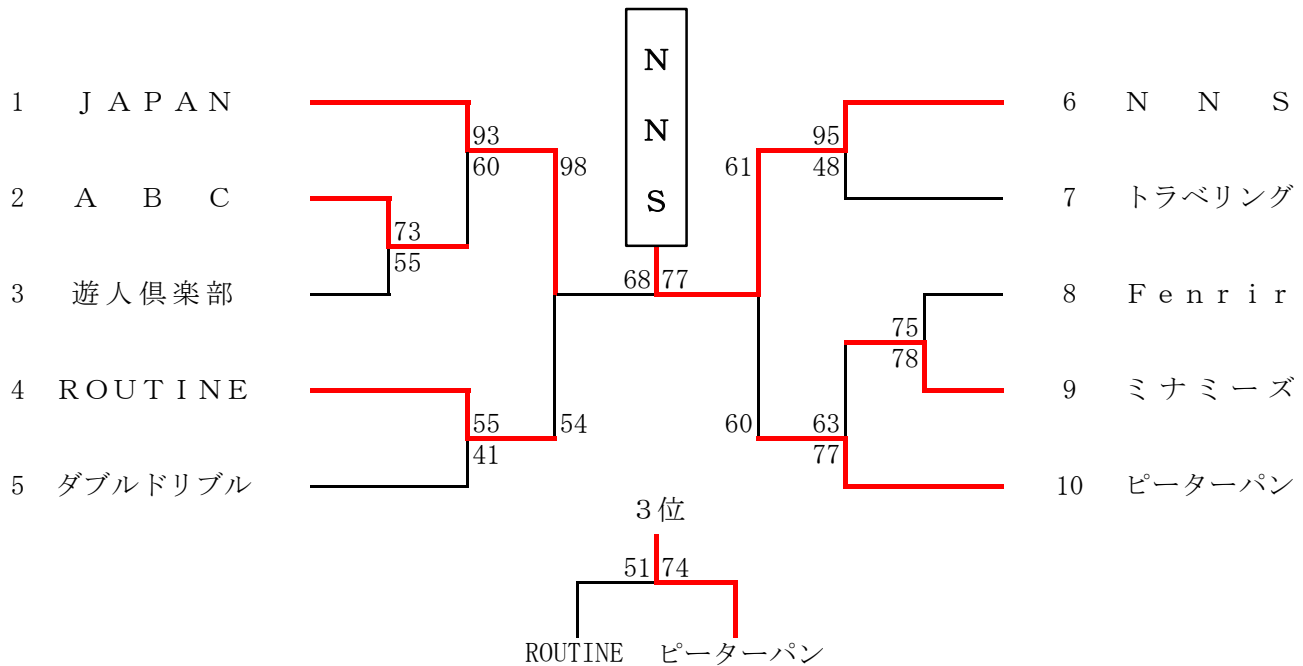 N
N
S
1 ＪＡＰＡＮ
93
60
98
2 Ａ Ｂ Ｃ
73
55
3 遊人倶楽部
4 ＲＯＵＴＩＮＥ
55
41
54
5 ダブルドリブル
68 77
6 Ｎ Ｎ Ｓ
95
48
61
7 トラベリング
8 Ｆｅｎｒｉｒ
75
78
9 ミナミーズ
60
63
77
10 ピーターパン
３位
51 74
ROUTINE ピーターパン